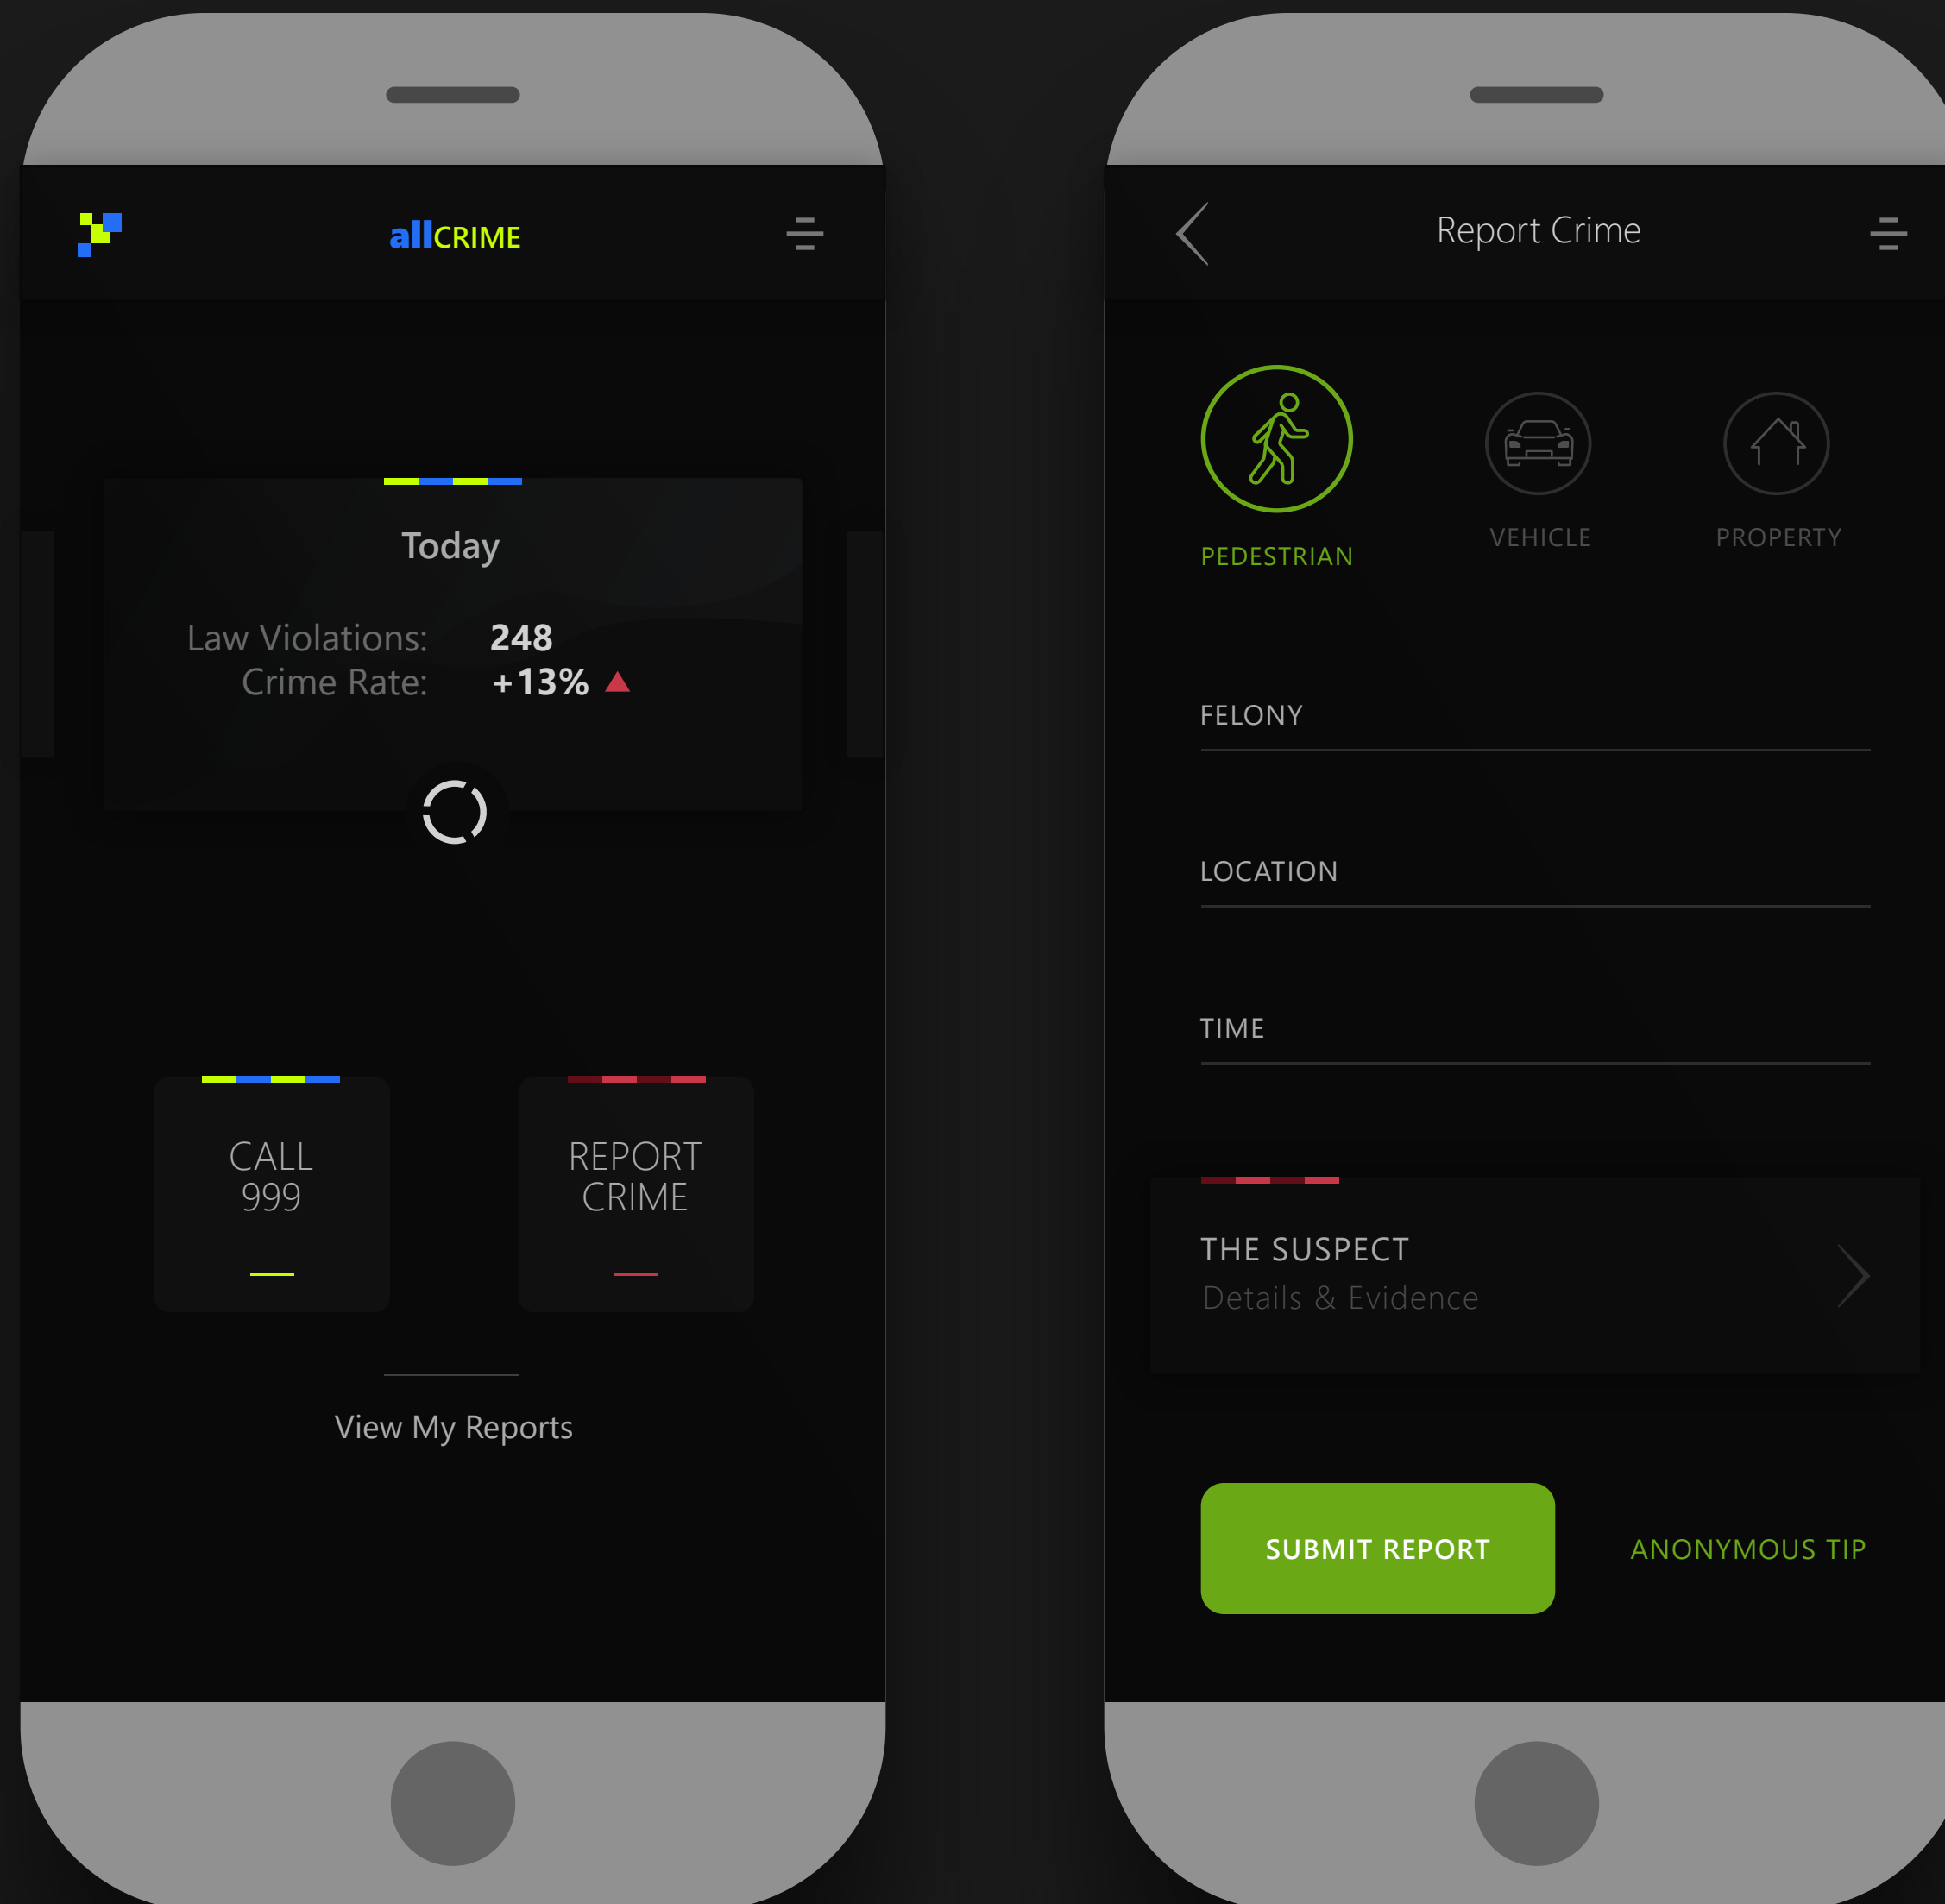 allCRIME
Today
Law Violations: 248
Crime Rate: +13%
CALL
999
REPORT
CRIME
View My Reports
Report Crime
PEDESTRIAN
VEHICLE
PROPERTY
FELONY
LOCATION
TIME
THE SUSPECT
Details & Evidence
SUBMIT REPORT
ANONYMOUS TIP